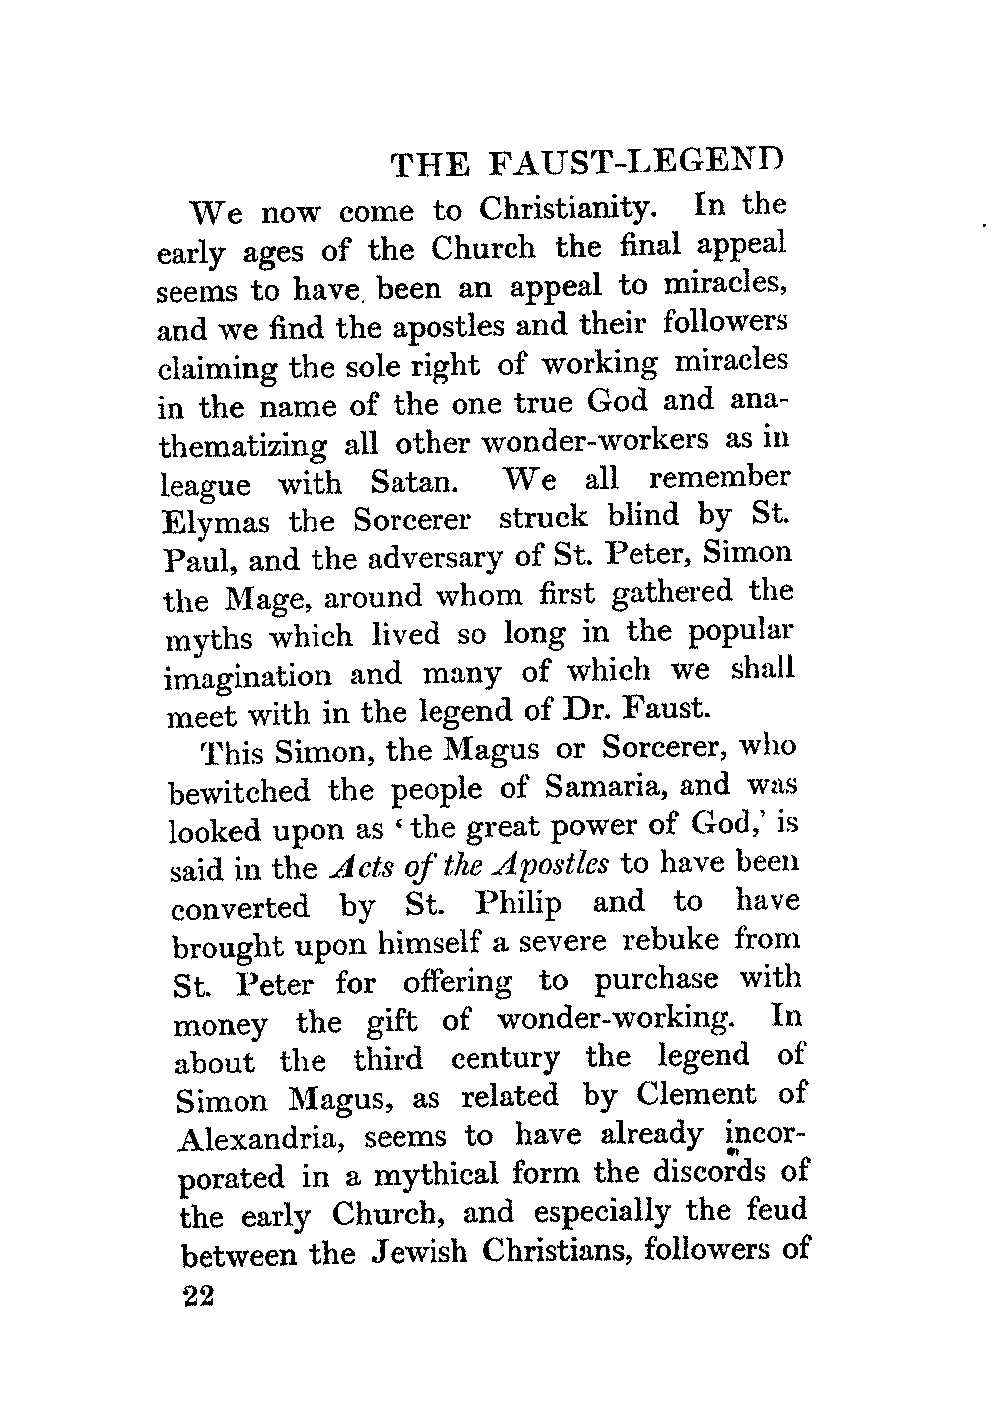 THE FAUST-LEGEND
We now come to Christianity. In the
early ages of the Church the final appeal
seems to have been an appeal to miracles,
and we find the apostles and their followers
claiming the sole right of working miracles
in the name of the one true God and ana-
thematizing all other wonder-workers as in
league with Satan. We all remember
Elymas the Sorcerer struck blind by St.
Paul, and the adversary of St. Peter, Simon
the Mage, around whom first gathered the
myths which lived so long in the popular
imagination and many of which we shall
meet with in the legend of Dr. Faust.
This Simon, the Magus or Sorcerer, who
bewitched the people of Samaria, and was
looked upon as ‘the great power of God,’ is
said in the Acts of the Apostles to have been
converted by St. Philip and to have
brought upon himself a severe rebuke from
St. Peter for offering to purchase with
money the gift of wonder-working. In
about the third century the legend of
Simon Magus, as related by Clement of
Alexandria, seems to have already incor-
porated in a mythical form the discords of
the early Church, and especially the feud
between the Jewish Christians, followers of
22